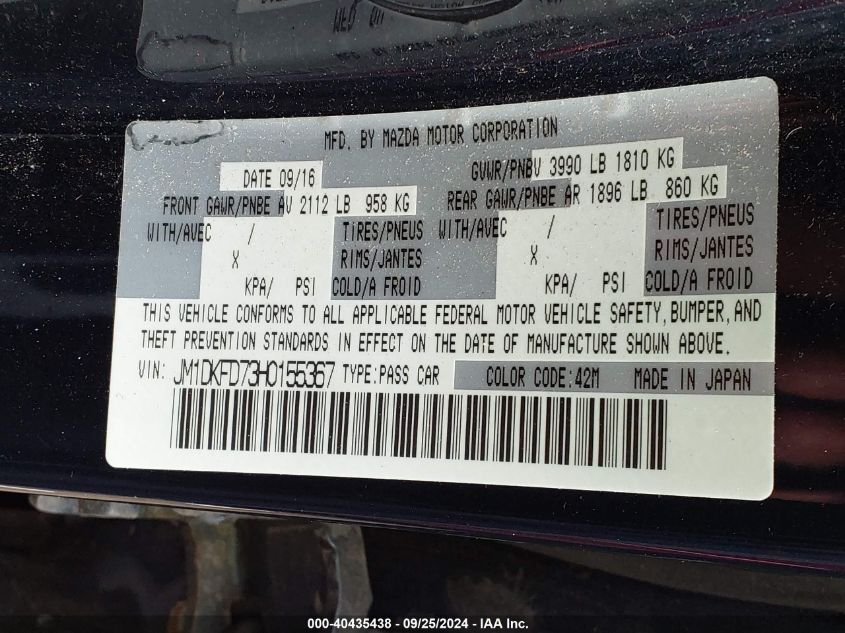 MFD. BY MAZDA MOTOR CORPORATION
DATE 09/16
GVWR/PNBV 3990 LB 1810 KG
FRONT GAWR/PNBE AV 2112 LB 958 KG
REAR GAWR/PNBE AR 1896 LB 860 KG
WITH/AVEC / TIRES/PNEUS WITH/AVEC / TIRES/PNEUS
X RIMS/JANTES X RIMS/JANTES
KPA/ PSI COLD/A FROID KPA/ PSI COLD/A FROID
THIS VEHICLE CONFORMS TO ALL APPLICABLE FEDERAL MOTOR VEHICLE SAFETY, BUMPER, AND
THEFT PREVENTION STANDARDS IN EFFECT ON THE DATE OF MANUFACTURE SHOWN ABOVE.
VIN: JM1DKFD73H0155367 TYPE:PASS CAR COLOR CODE:42M MADE IN JAPAN
000-40435438 - 09/25/2024 - IAA Inc.